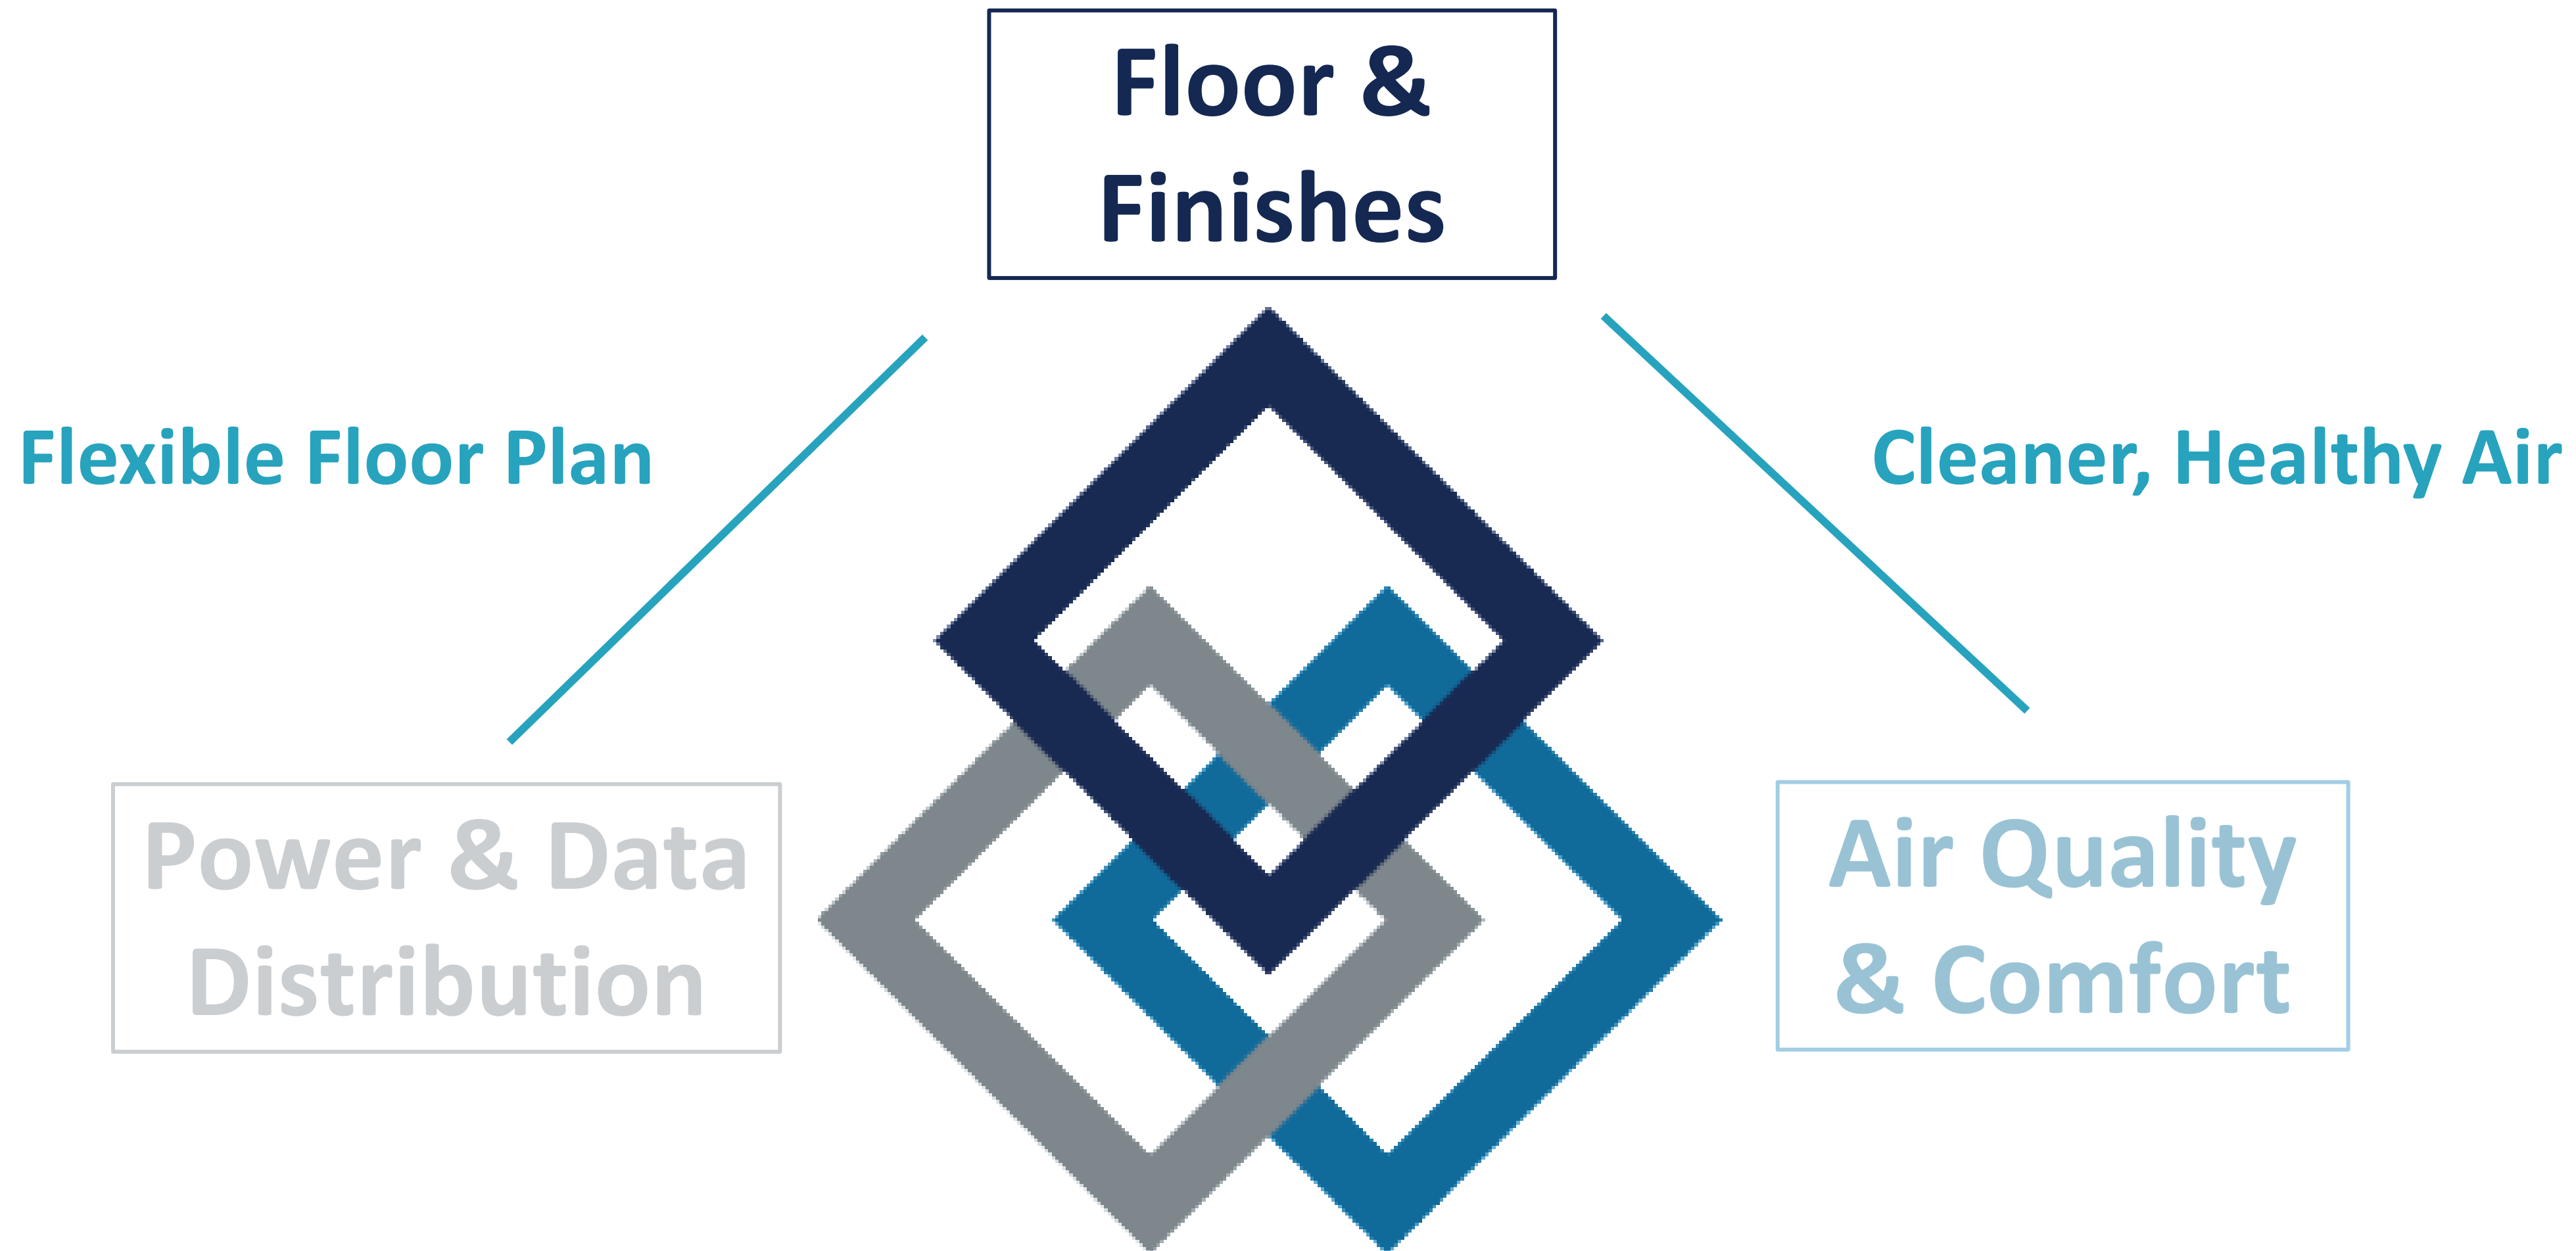 Floor &
Finishes
Flexible Floor Plan
Cleaner, Healthy Air
Power & Data
Distribution
Air Quality
& Comfort